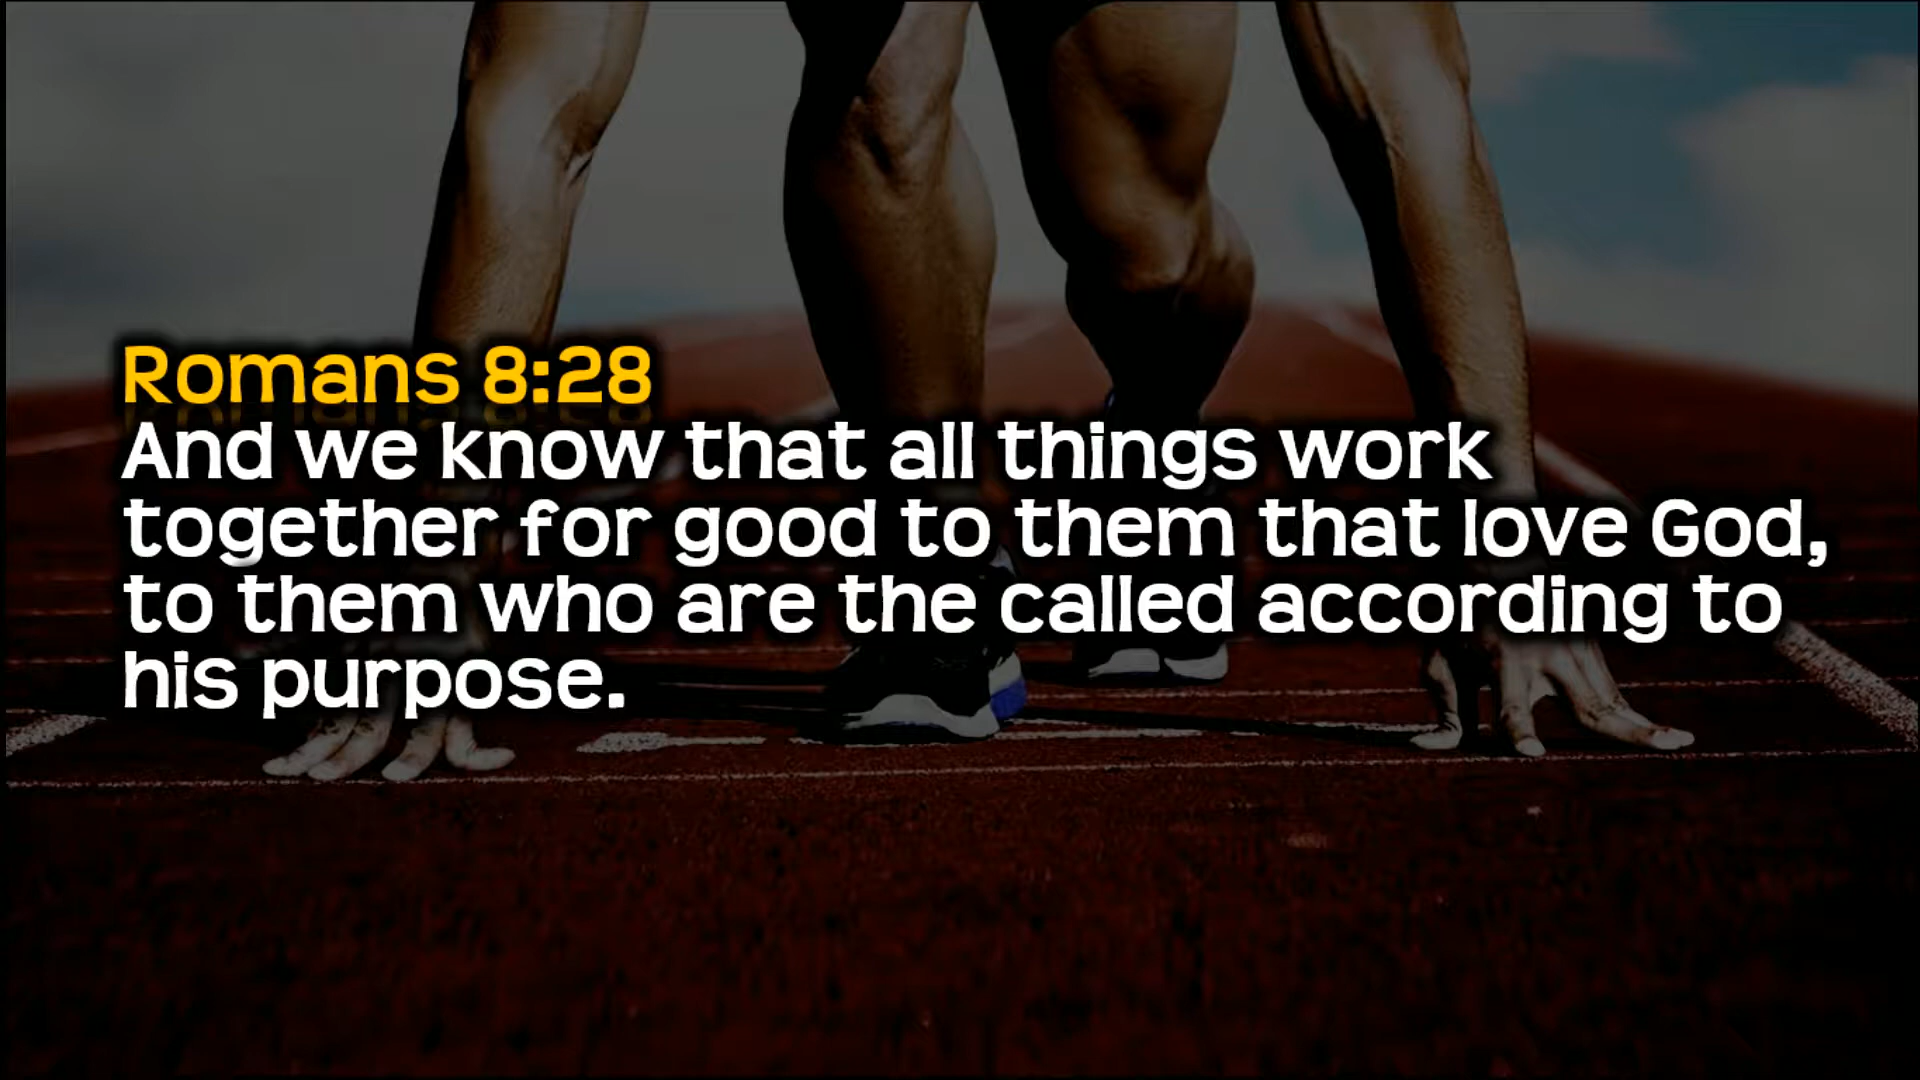 Romans 8:28
And we know that all things work
together for good to them that love God,
to them who are the called according to
his purpose.